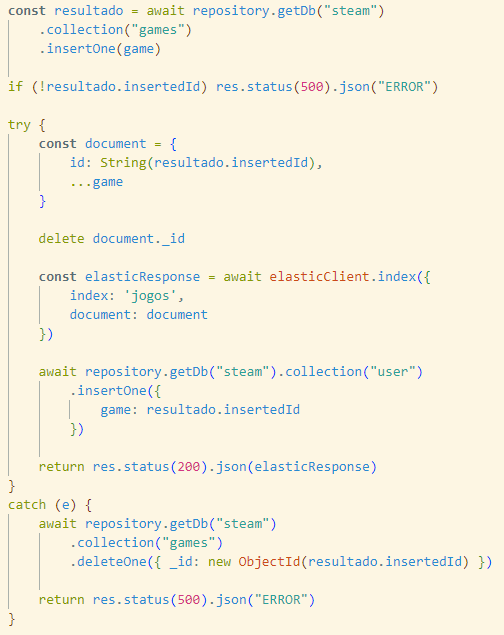 const resultado = await repository.getDb("steam")
    .collection("games")
    .insertOne(game)

if (!resultado.insertedId) res.status(500).json("ERROR")

try {
    const document = {
        id: String(resultado.insertedId),
        ...game
    }

    delete document._id

    const elasticResponse = await elasticClient.index({
        index: 'jogos',
        document: document
    })

    await repository.getDb("steam").collection("user")
        .insertOne({
            game: resultado.insertedId
        })

    return res.status(200).json(elasticResponse)
}
catch (e) {
    await repository.getDb("steam")
        .collection("games")
        .deleteOne({ _id: new ObjectId(resultado.insertedId) })

    return res.status(500).json("ERROR")
}